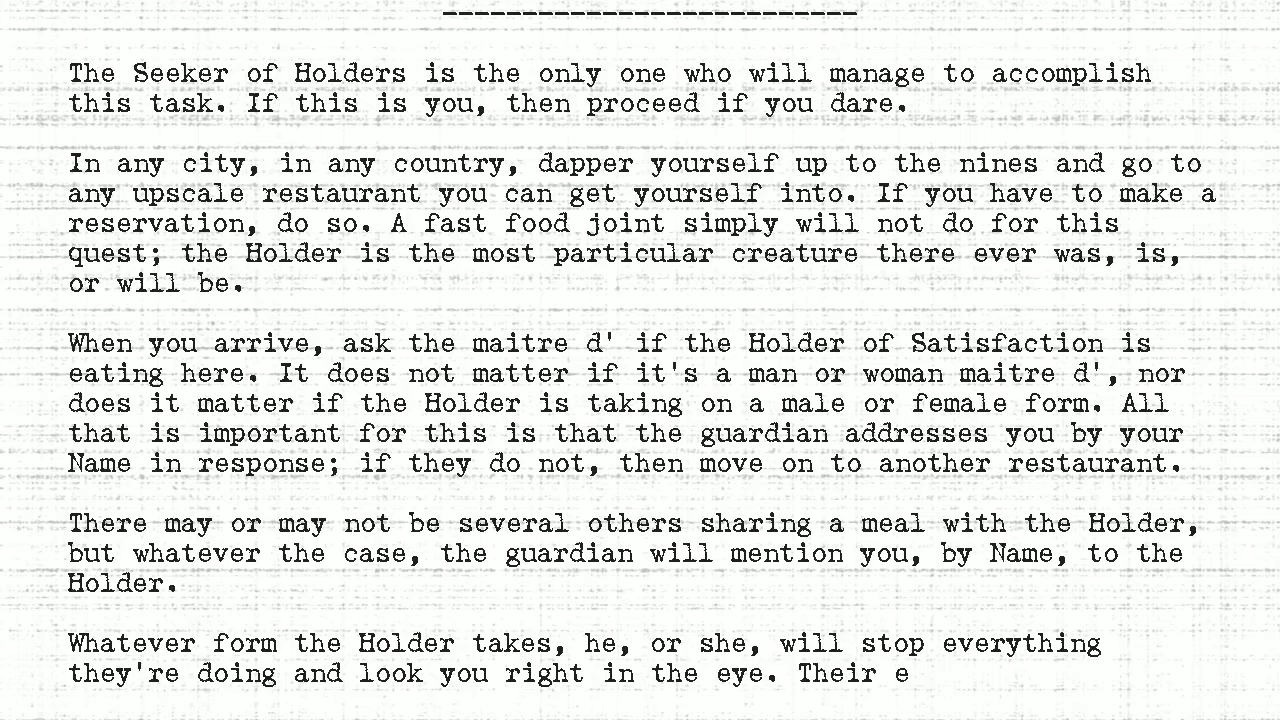 The Seeker of Holders is the only one who will manage to accomplish
this task. If this is you, then proceed if you dare.
In any city, in any country, dapper yourself up to the nines and go to
any upscale restaurant you can get yourself into. If you have to make a
reservation, do so. A fast food joint simply will not do for this
quest; the Holder is the most particular creature there ever was, is,
or will be.
When you arrive, ask the maitre d' if the Holder of Satisfaction is
eating here. It does not matter if it's a man or woman maitre d', nor
does it matter if the Holder is taking on a male or female form. All
that is important for this is that the guardian addresses you by your
Name in response; if they do not, then move on to another restaurant.
There may or may not be several others sharing a meal with the Holder,
but whatever the case, the guardian will mention you, by Name, to the
Holder.
Whatever form the Holder takes, he, or she, will stop everything
they're doing and look you right in the eye. Their e